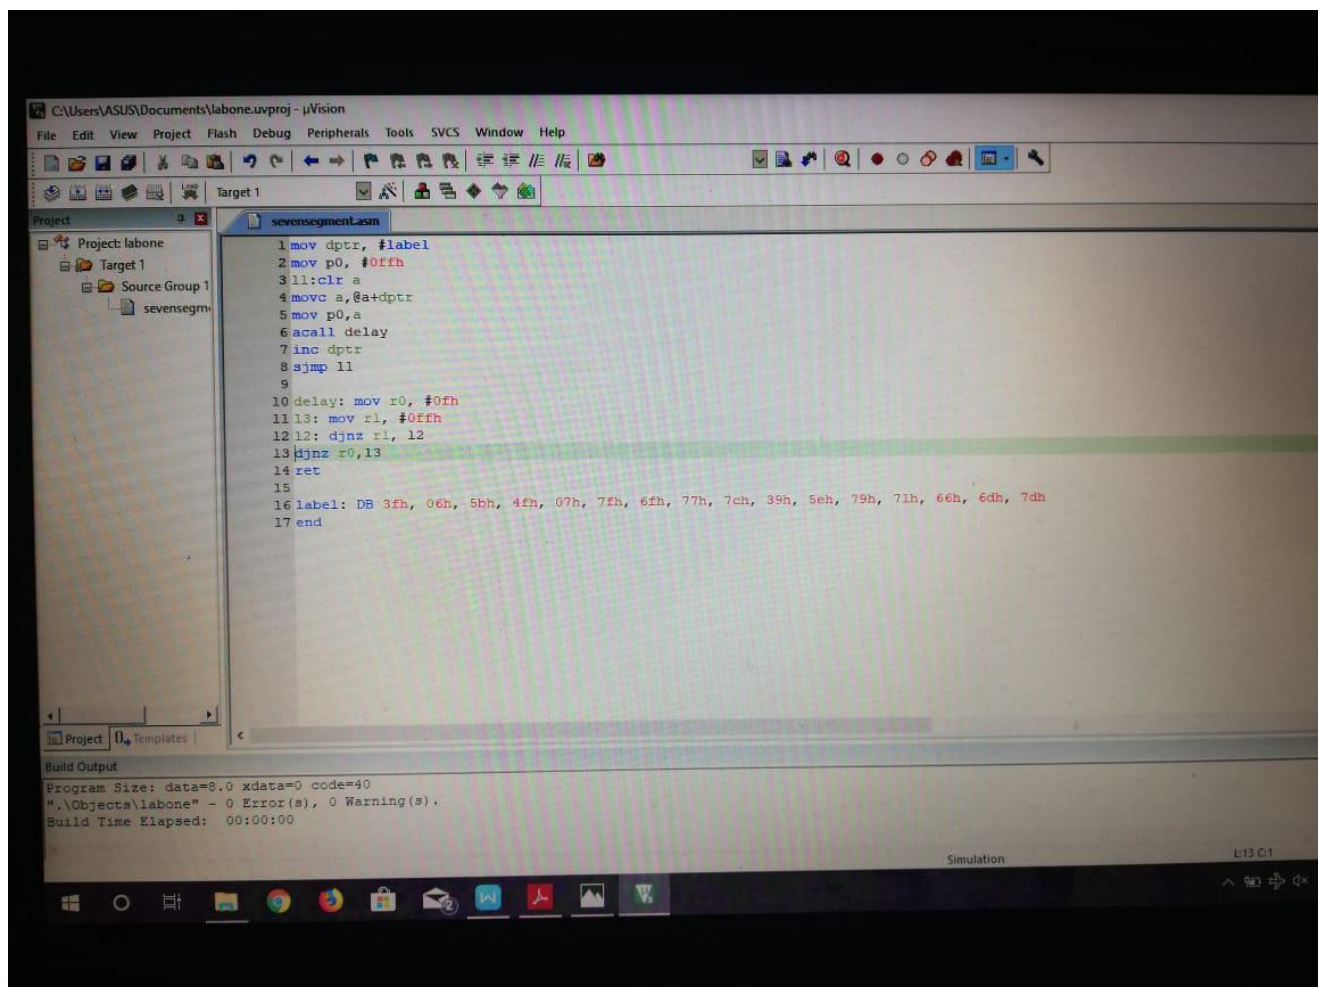 C:\Users\ASUS\Documents\labone.uvproj - µVision
File Edit View Project Flash Debug Peripherals Tools SVCS Window Help
Target 1
Project
sevensegment.asm
Project: labone
Target 1
Source Group 1
sevensegm
1 mov dptr, #label
2 mov p0, #0ffh
3 l1:clr a
4 movc a,@a+dptr
5 mov p0,a
6 acall delay
7 inc dptr
8 sjmp l1
9
10 delay: mov r0, #0fh
11 l3: mov r1, #0ffh
12 l2: djnz r1, l2
13 djnz r0,l3
14 ret
15
16 label: DB 3fh, 06h, 5bh, 4fh, 07h, 7fh, 6fh, 77h, 7ch, 39h, 5eh, 79h, 71h, 66h, 6dh, 7dh
17 end
Project Templates
Build Output
Program Size: data=8.0 xdata=0 code=40
".\Objects\labone" - 0 Error(s), 0 Warning(s).
Build Time Elapsed: 00:00:00
Simulation
L:13 C:1
2